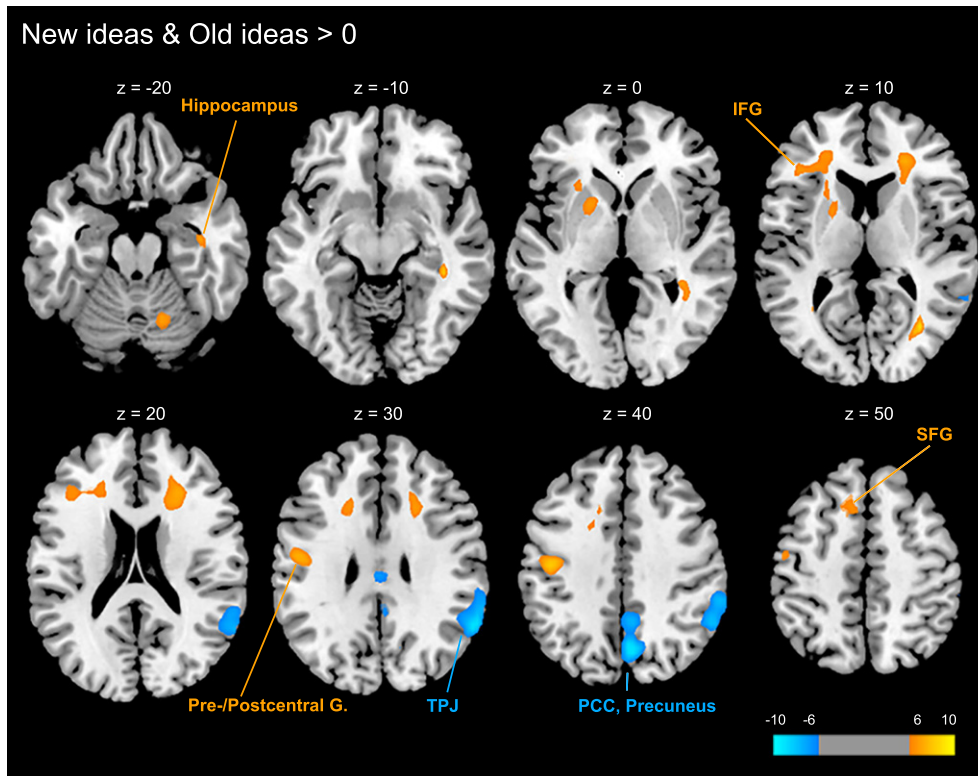 New ideas & Old ideas > 0
z = -20
z = -10
z = 0
z = 10
Hippocampus
IFG
z = 20
z = 30
z = 40
z = 50
SFG
Pre-/Postcentral G.
TPJ
PCC, Precuneus
-10 -6 6 10